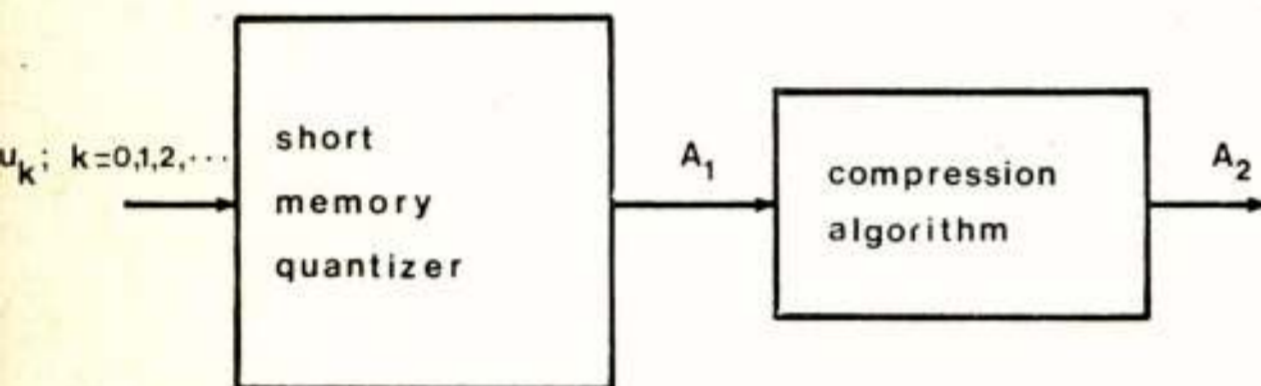 u_k; k=0,1,2,···
short
memory
quantizer
A_1
compression
algorithm
A_2